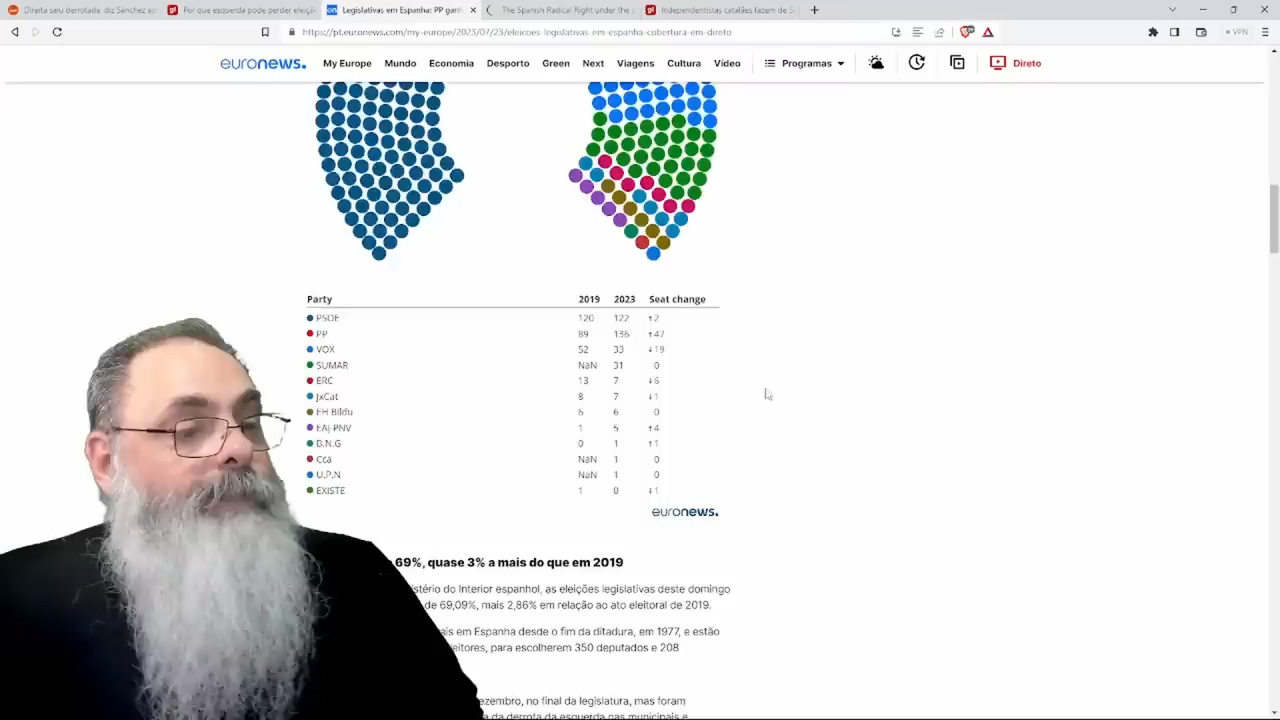 Direita saiu derrotada, diz Sánchez ao
Por que esquerda pode perder eleiçã
Legislativas em Espanha: PP ganh
The Spanish Radical Right under the s
Independentistas catalães fazem de S
https://pt.euronews.com/my-europe/2023/07/23/eleicoes-legislativas-em-espanha-cobertura-em-direto
VPN
euronews.
My Europe Mundo Economia Desporto Green Next Viagens Cultura Vídeo Programas Direto
Party 2019 2023 Seat change
PSOE 120 122 ↑2
PP 89 136 ↑47
VOX 52 33 ↓19
SUMAR NaN 31 0
ERC 13 7 ↓6
JxCat 8 7 ↓1
EH Bildu 6 6 0
EAJ-PNV 1 5 ↑4
B.N.G 0 1 ↑1
Cca NaN 1 0
U.P.N NaN 1 0
EXISTE 1 0 ↓1
euronews.
69%, quase 3% a mais do que em 2019
istério do Interior espanhol, as eleições legislativas deste domingo
de 69,09%, mais 2,86% em relação ao ato eleitoral de 2019.
ais em Espanha desde o fim da ditadura, em 1977, e estão
leitores, para escolherem 350 deputados e 208
ezembro, no final da legislatura, mas foram
da derrota da esquerda nas municipais e